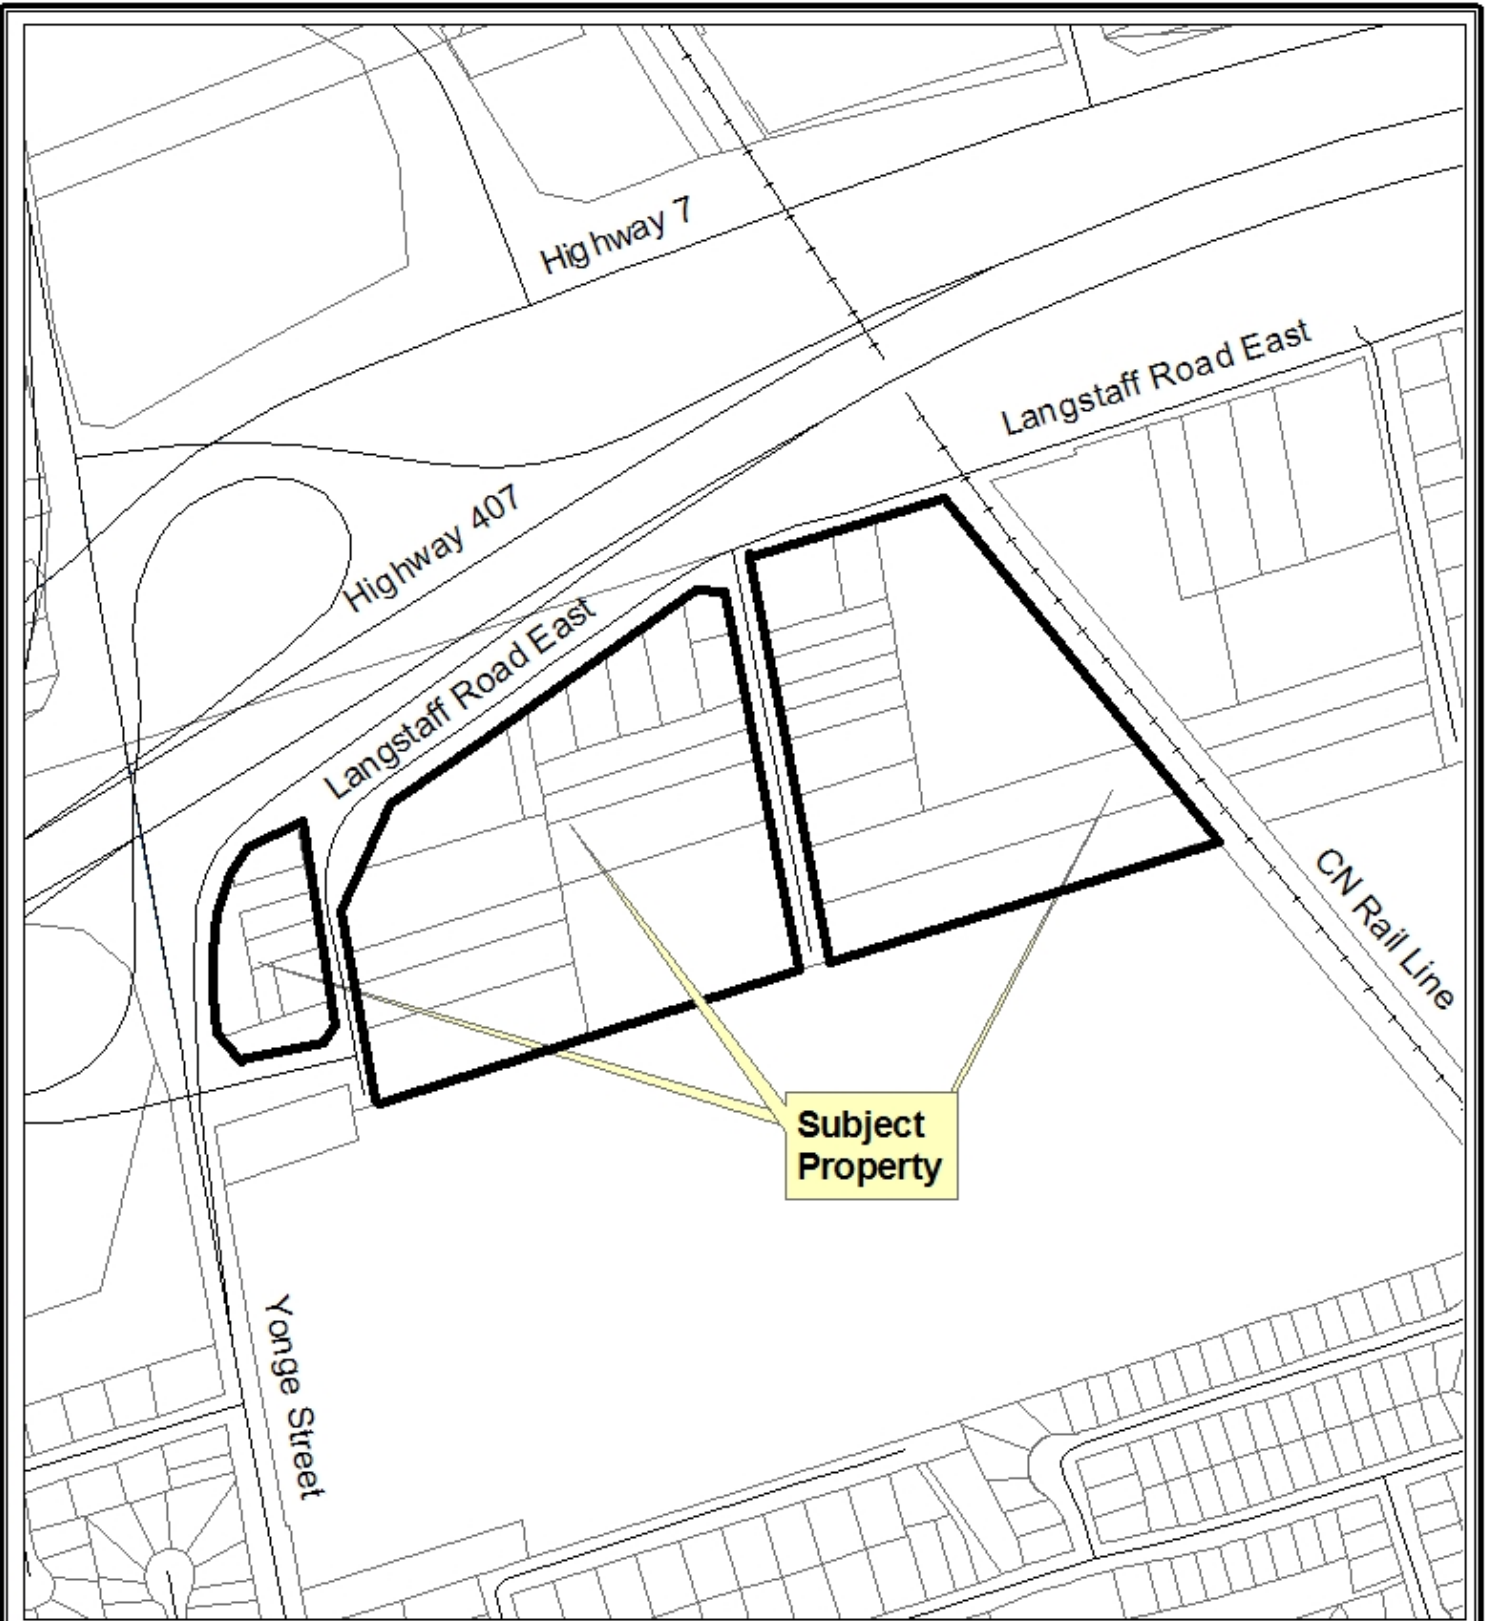 Highway 7
Langstaff Road East
Highway 407
Langstaff Road East
CN Rail Line
Subject
Property
Yonge Street